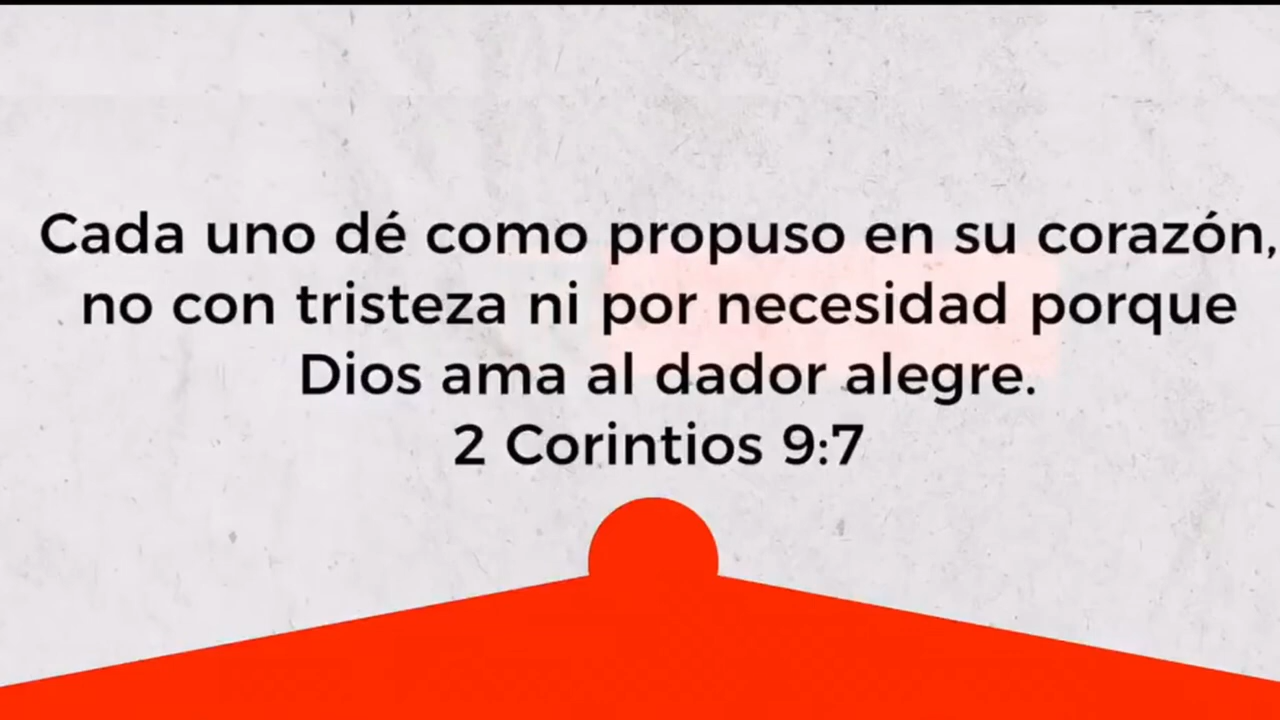 Cada uno dé como propuso en su corazón,
no con tristeza ni por necesidad porque
Dios ama al dador alegre.
2 Corintios 9:7